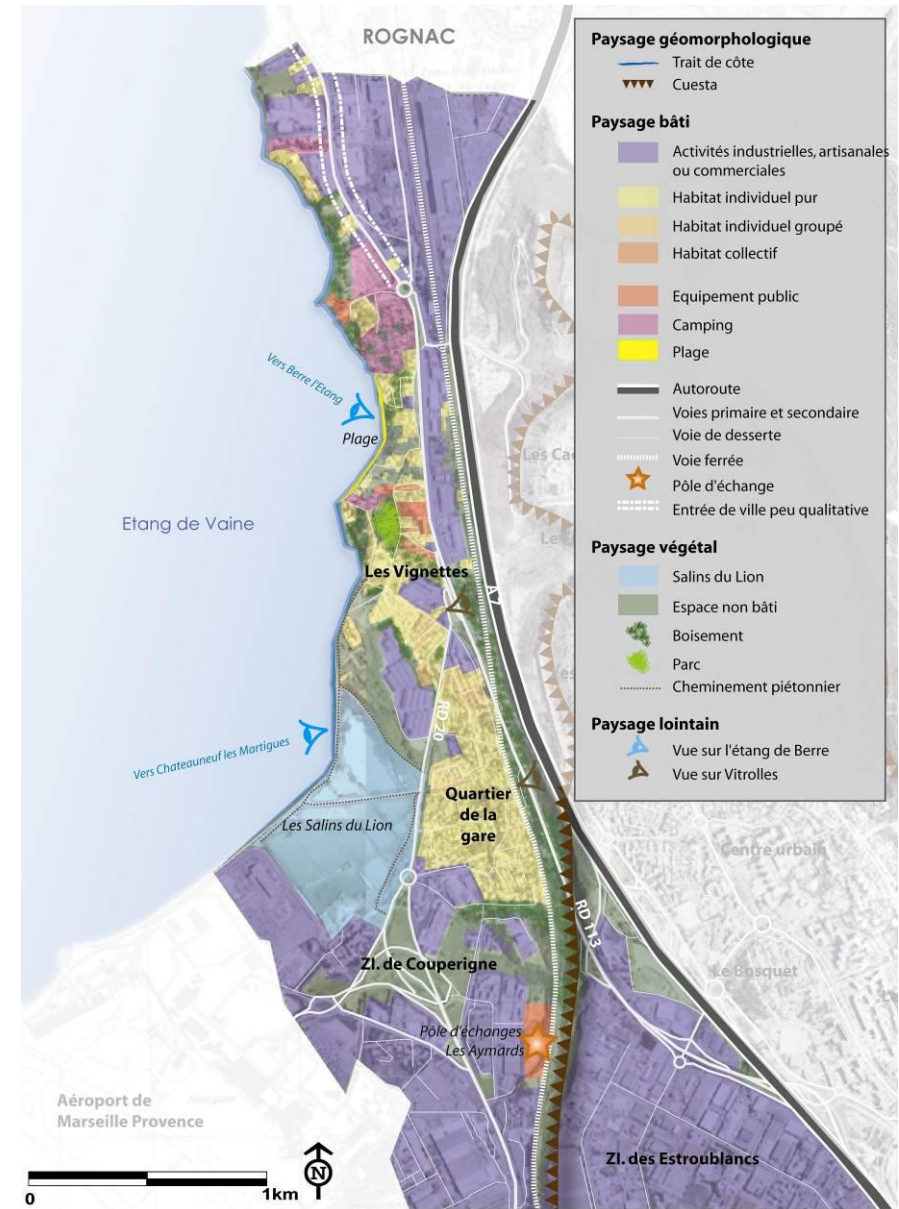 ROGNAC
Paysage géomorphologique
Trait de côte
Cuesta
Paysage bâti
Activités industrielles, artisanales
ou commerciales
Habitat individuel pur
Habitat individuel groupé
Habitat collectif
Equipement public
Camping
Plage
Autoroute
Voies primaire et secondaire
Voie de desserte
Voie ferrée
Pôle d'échange
Entrée de ville peu qualitative
Paysage végétal
Salins du Lion
Espace non bâti
Boisement
Parc
Cheminement piétonnier
Paysage lointain
Vue sur l'étang de Berre
Vue sur Vitrolles
Vers Berre l'Etang
Plage
Etang de Vaine
Les Vignettes
A 7
RD 20
Vers Chateauneuf les Martigues
Les Salins du Lion
Quartier
de la
gare
Centre urbain
RD 113
Le Bosquet
ZI. de Couperigne
Pôle d'échanges
Les Aymards
Aéroport de
Marseille Provence
ZI. des Estroublancs
N
0
1km